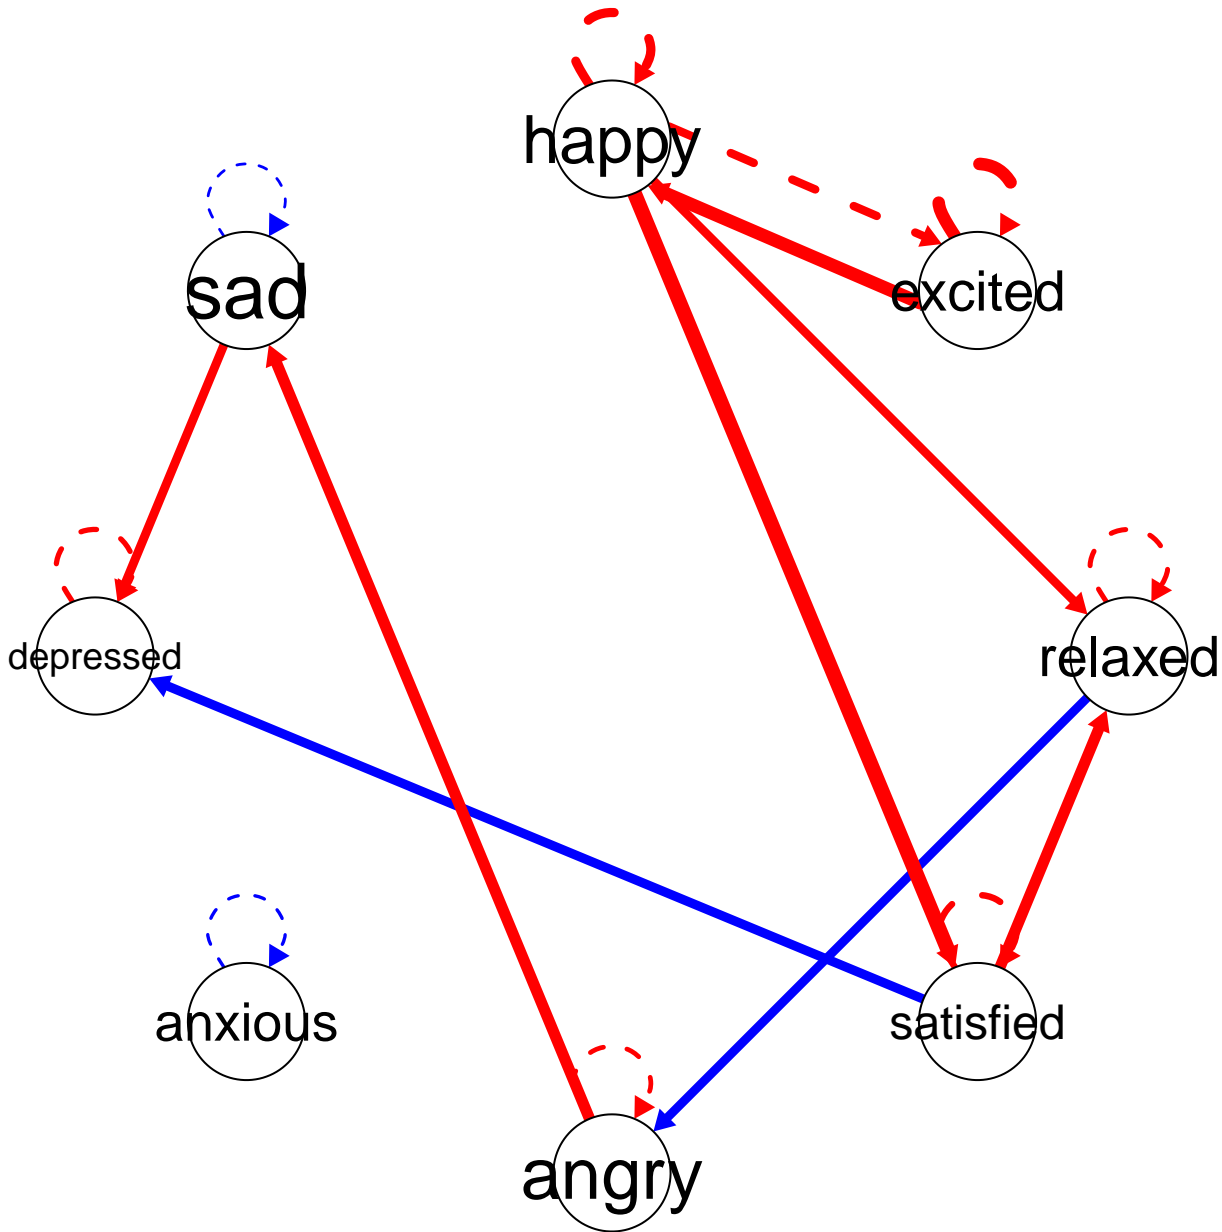 happy
sad
excited
depressed
relaxed
anxious
satisfied
angry